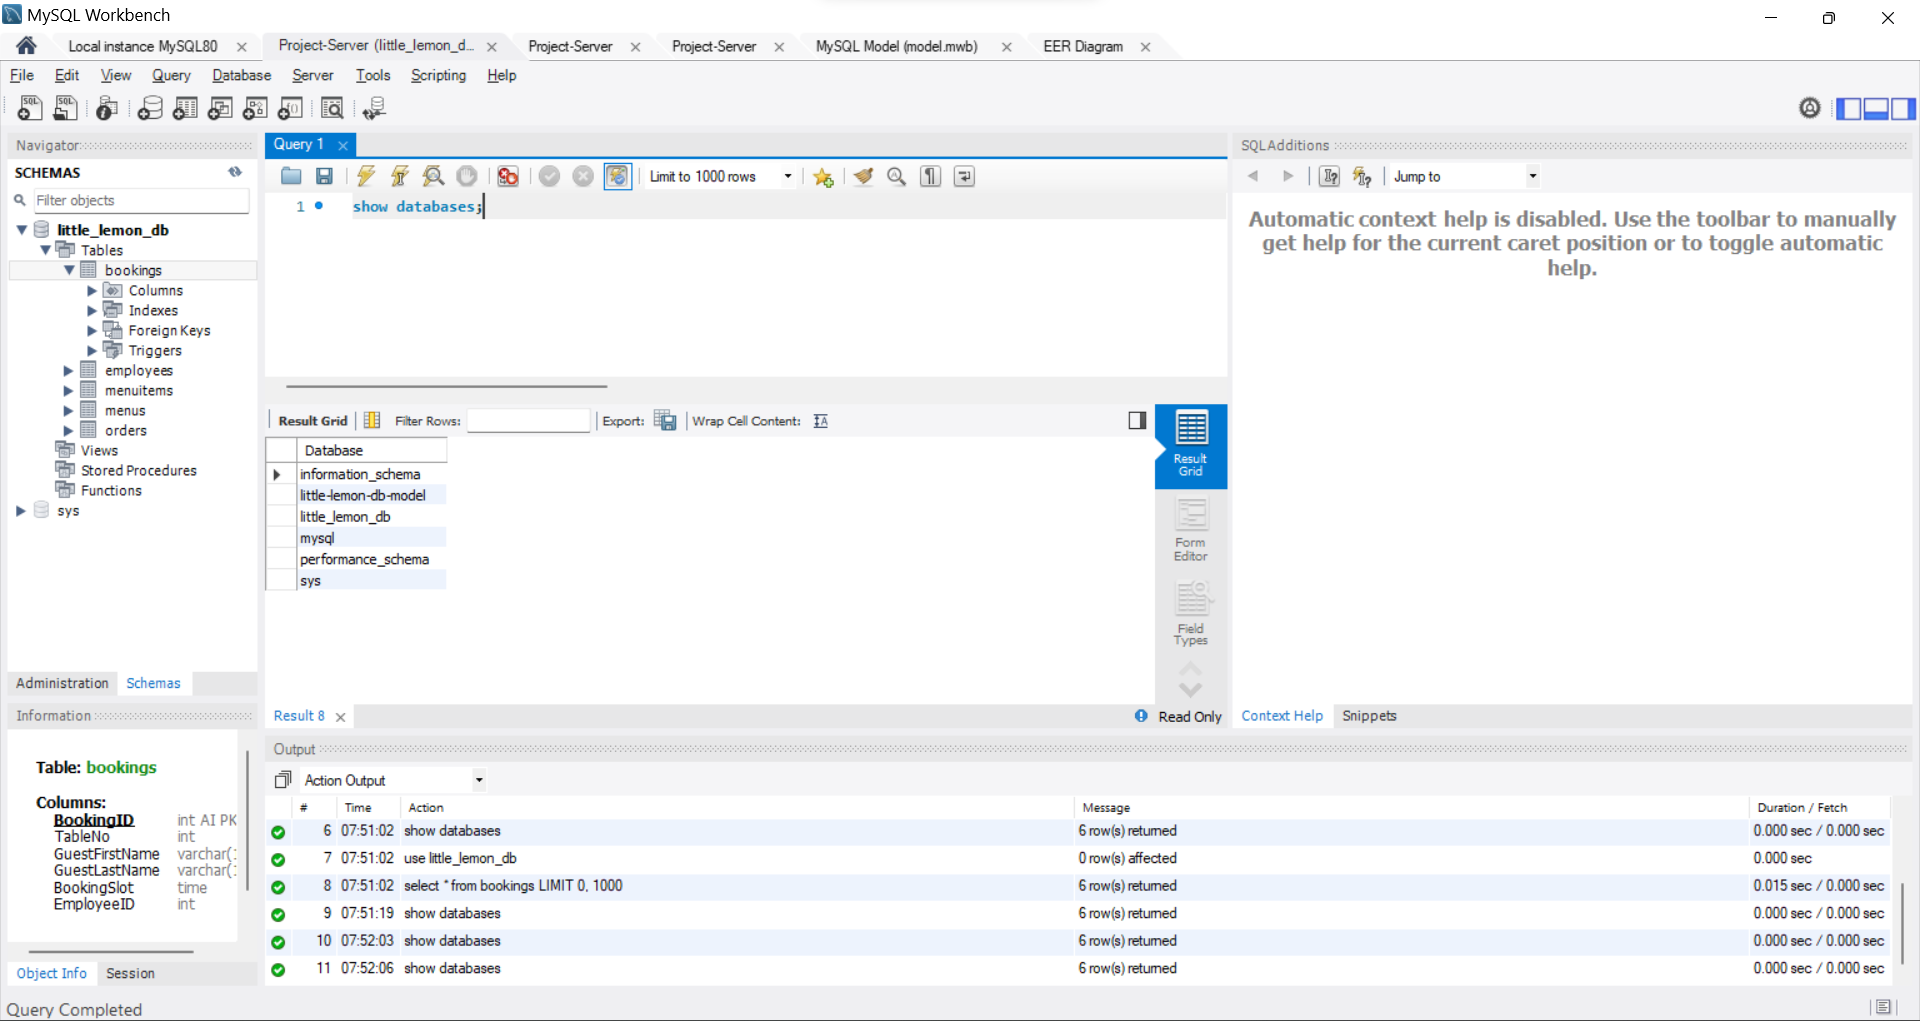 MySQL Workbench
Local instance MySQL80
Project-Server (little_lemon_d...
Project-Server
Project-Server
MySQL Model (model.mwb)
EER Diagram
File Edit View Query Database Server Tools Scripting Help
Navigator
SCHEMAS
Filter objects
little_lemon_db
Tables
bookings
Columns
Indexes
Foreign Keys
Triggers
employees
menuitems
menus
orders
Views
Stored Procedures
Functions
sys
Administration Schemas
Information
Table: bookings
Columns:
BookingID int AI PK
TableNo int
GuestFirstName varchar(
GuestLastName varchar(
BookingSlot time
EmployeeID int
Object Info Session
Query Completed
Query 1
Limit to 1000 rows
1 show databases;
Result Grid Filter Rows: Export: Wrap Cell Content:
Database
information_schema
little-lemon-db-model
little_lemon_db
mysql
performance_schema
sys
Result
Grid
Form
Editor
Field
Types
Result 8
Read Only
SQLAdditions
Jump to
Automatic context help is disabled. Use the toolbar to manually
get help for the current caret position or to toggle automatic
help.
Context Help Snippets
Output
Action Output
# Time Action Message Duration / Fetch
6 07:51:02 show databases 6 row(s) returned 0.000 sec / 0.000 sec
7 07:51:02 use little_lemon_db 0 row(s) affected 0.000 sec
8 07:51:02 select * from bookings LIMIT 0, 1000 6 row(s) returned 0.015 sec / 0.000 sec
9 07:51:19 show databases 6 row(s) returned 0.000 sec / 0.000 sec
10 07:52:03 show databases 6 row(s) returned 0.000 sec / 0.000 sec
11 07:52:06 show databases 6 row(s) returned 0.000 sec / 0.000 sec